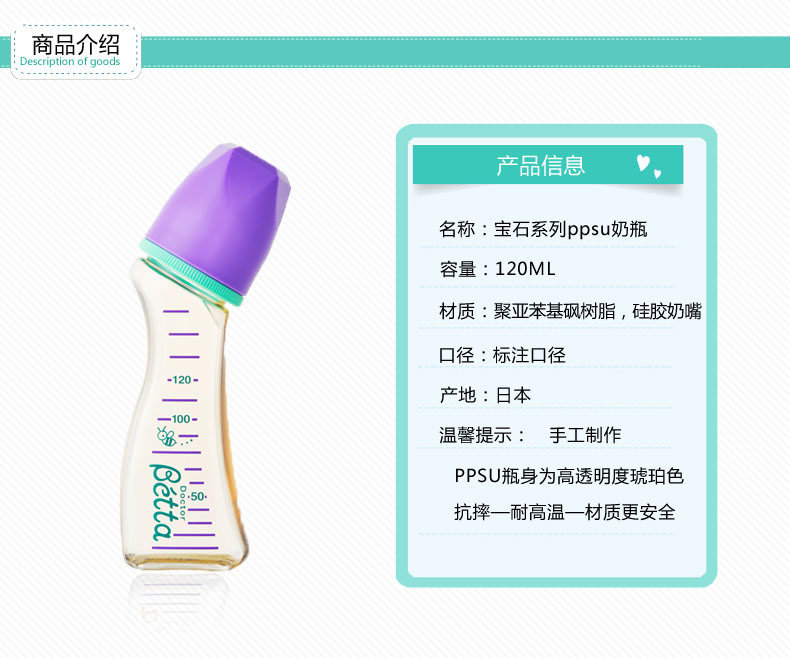 商品介绍
Description of goods
产品信息
名称：宝石系列ppsu奶瓶
容量：120ML
材质：聚亚苯基砜树脂，硅胶奶嘴
口径：标注口径
产地：日本
温馨提示： 手工制作
PPSU瓶身为高透明度琥珀色
抗摔—耐高温—材质更安全
120
100
50
Doctor
Bétta